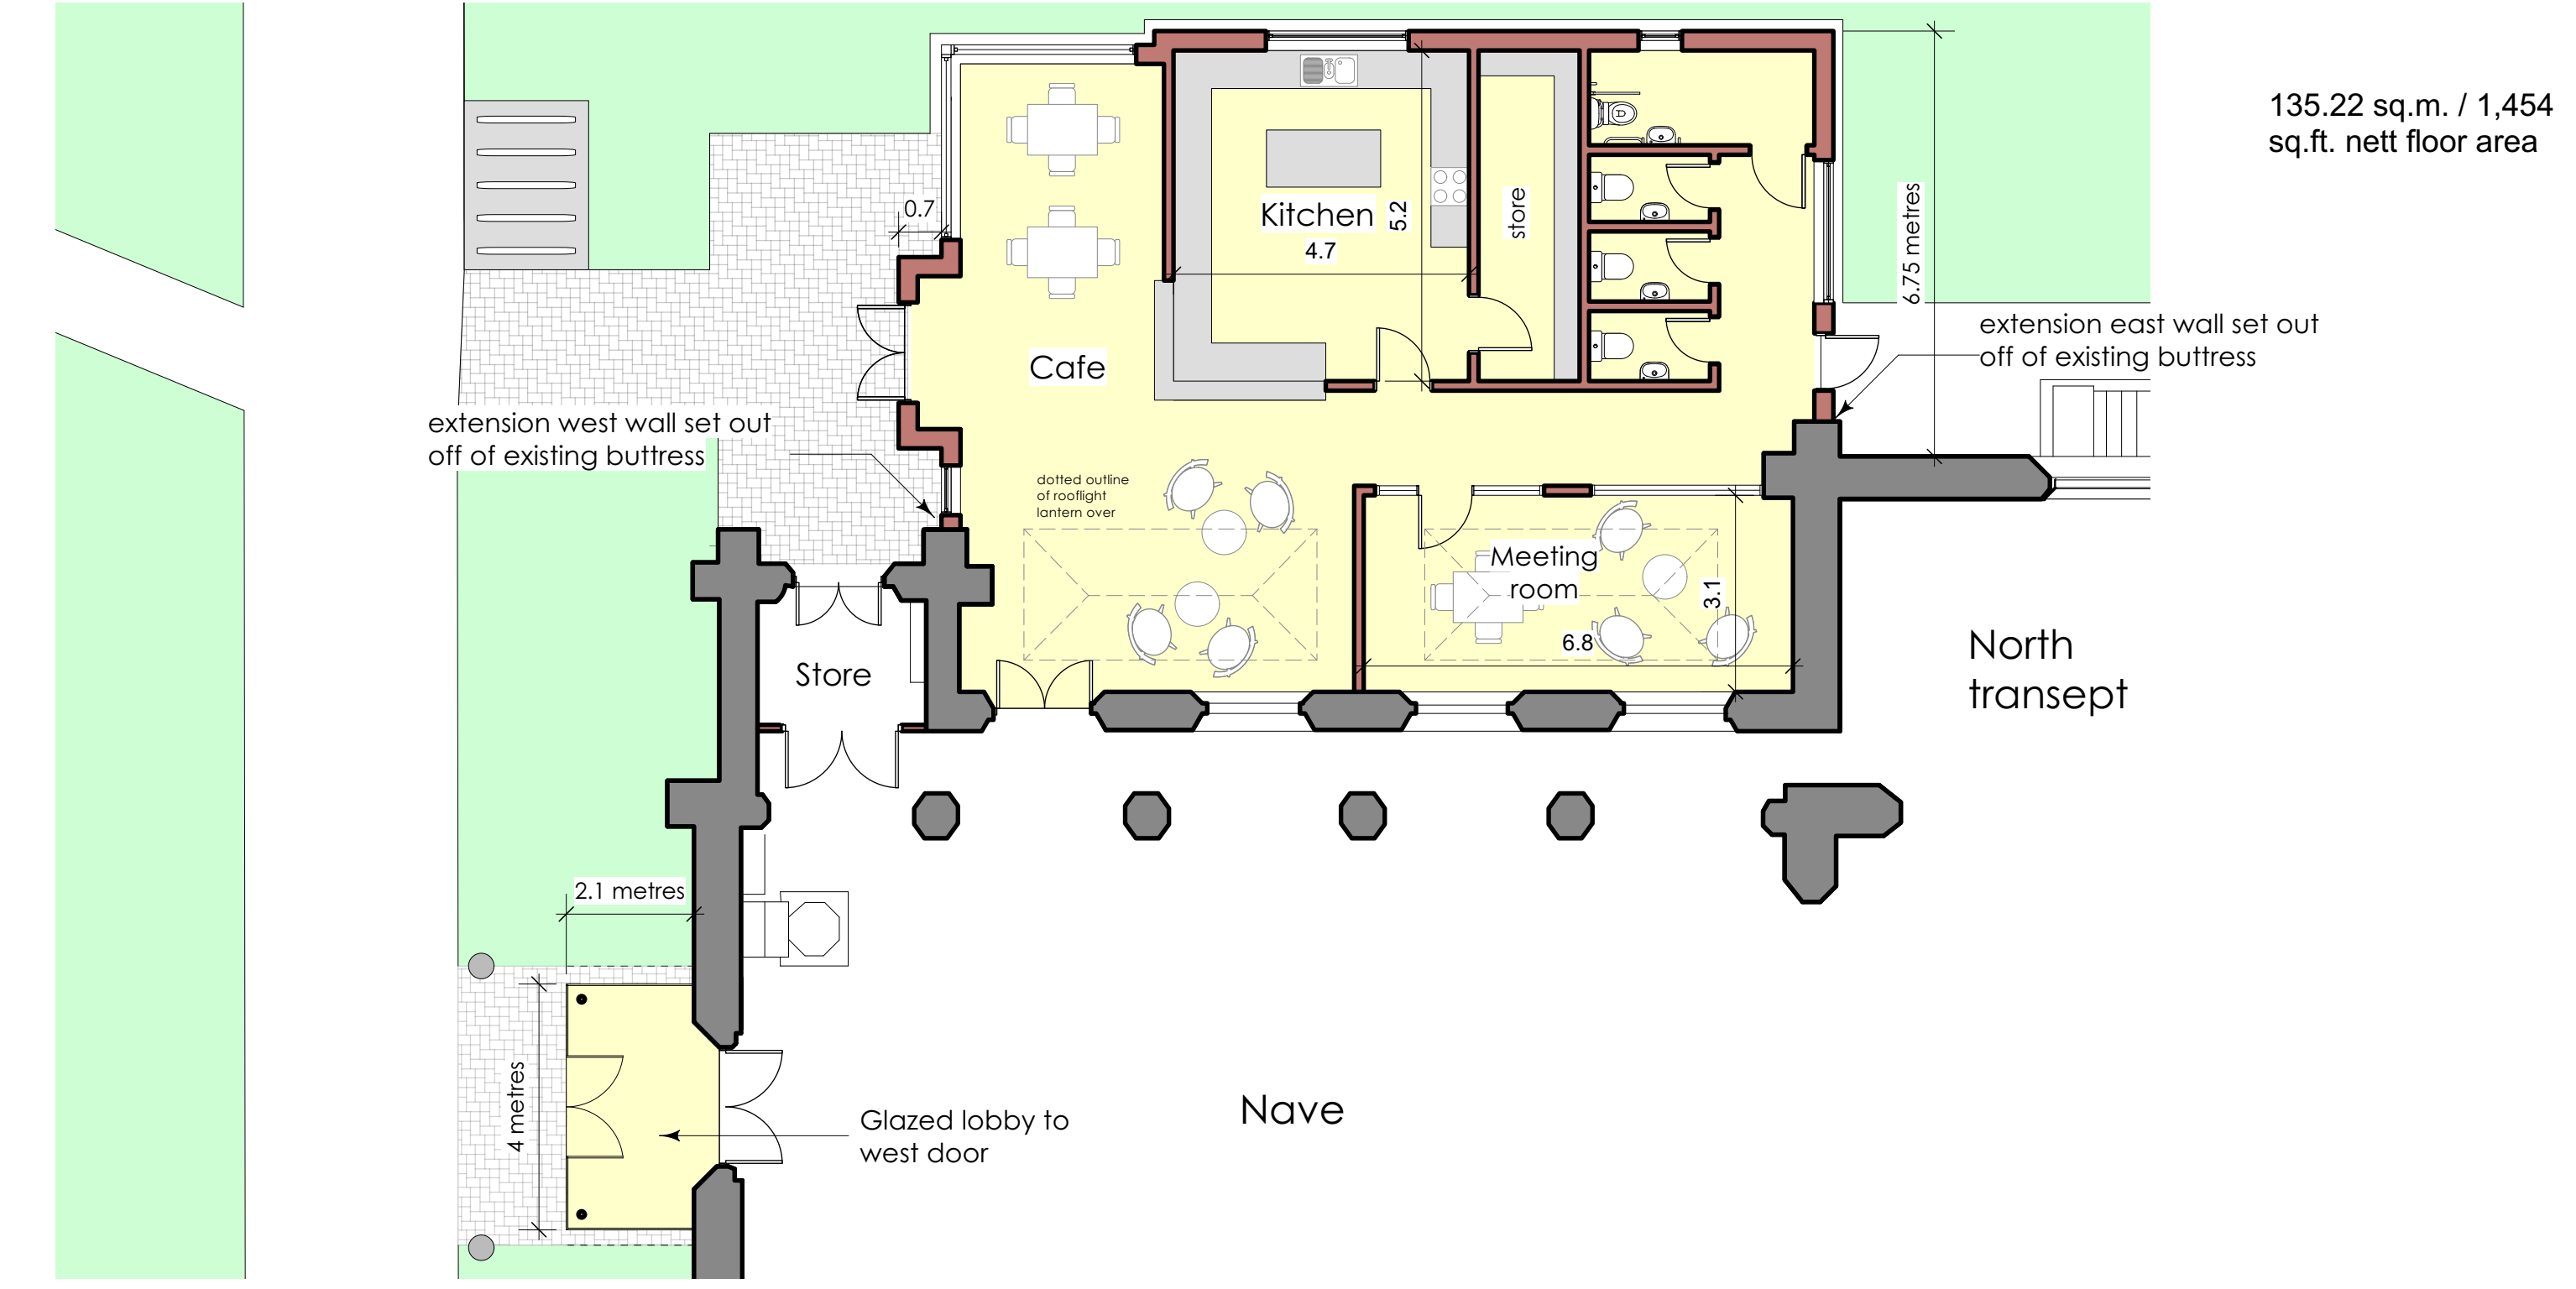 135.22 sq.m. / 1,454
sq.ft. nett floor area
0.7
Kitchen
5.2
4.7
store
6.75 metres
extension east wall set out
off of existing buttress
Cafe
extension west wall set out
off of existing buttress
dotted outline
of rooflight
lantern over
Meeting
room
3.1
6.8
North
transept
Store
2.1 metres
4 metres
Glazed lobby to
west door
Nave